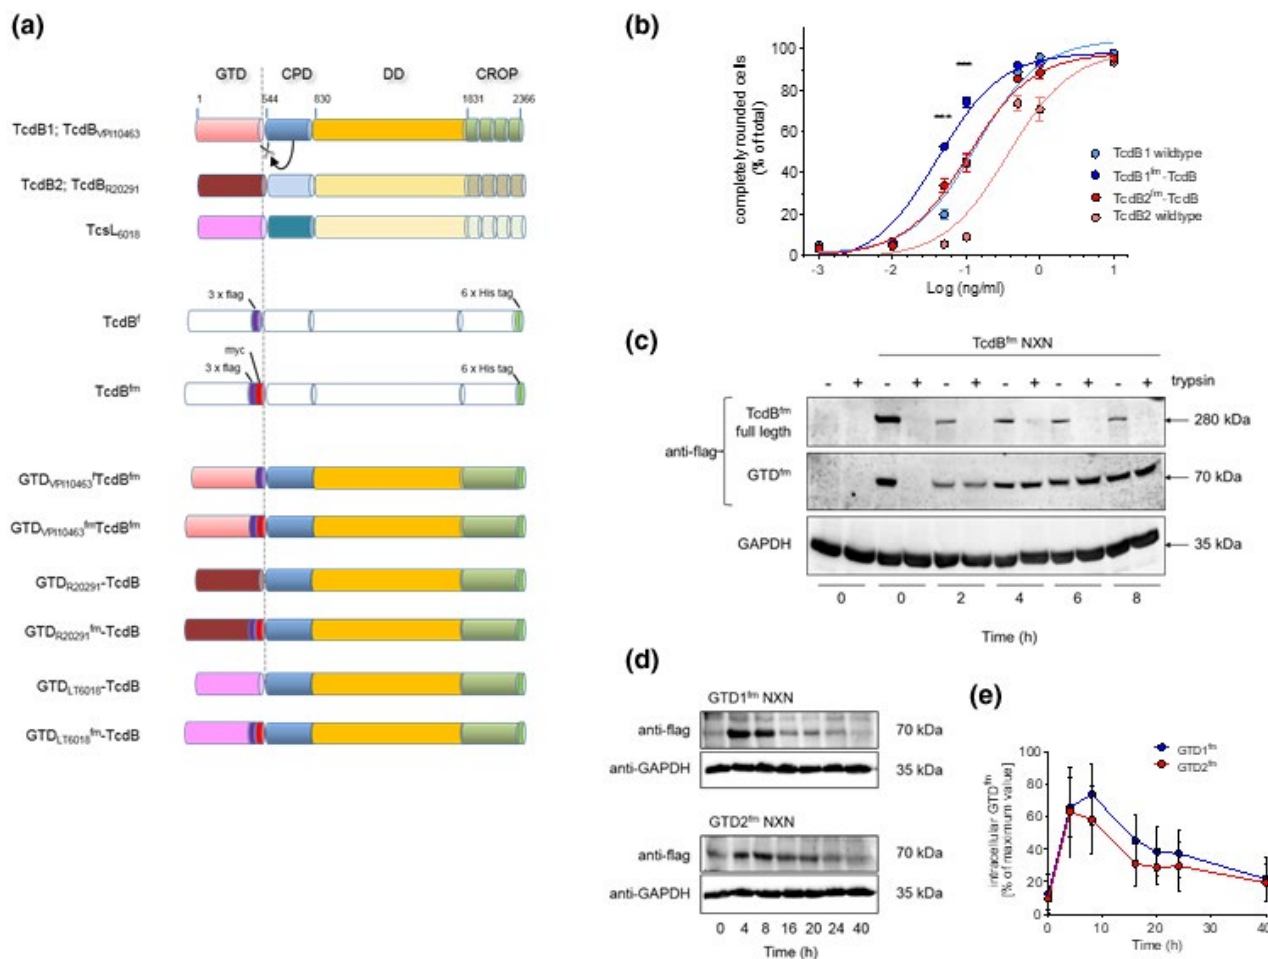 (a)
GTD CPD DD CROP
1 544 830 1831 2366
TcdB1; TcdBVPI10463
TcdB2; TcdBR20291
TcsL6018
3 x flag 6 x His tag
TcdBf
myc
3 x flag 6 x His tag
TcdBfm
GTDVPI10463fTcdBfm
GTDVPI10463fmTcdBfm
GTDR20291-TcdB
GTDR20291fm-TcdB
GTDLT6018-TcdB
GTDLT6018fm-TcdB
(b)
completely rounded cells
(% of total)
100
80
60
40
20
0
*** 
***
TcdB1 wildtype
TcdB1fm-TcdB
TcdB2fm-TcdB
TcdB2 wildtype
-3 -2 -1 0 1
Log (ng/ml)
(c)
TcdBfm NXN
- + - + - + - + - + - + trypsin
anti-flag
TcdBfm
full legth
280 kDa
GTDfm
70 kDa
GAPDH
35 kDa
0 0 2 4 6 8
Time (h)
(d)
GTD1fm NXN
anti-flag 70 kDa
anti-GAPDH 35 kDa
GTD2fm NXN
anti-flag 70 kDa
anti-GAPDH 35 kDa
0 4 8 16 20 24 40
Time (h)
(e)
intracellular GTDfm
[% of maximum value]
100
80
60
40
20
0
GTD1fm
GTD2fm
0 10 20 30 40
Time (h)